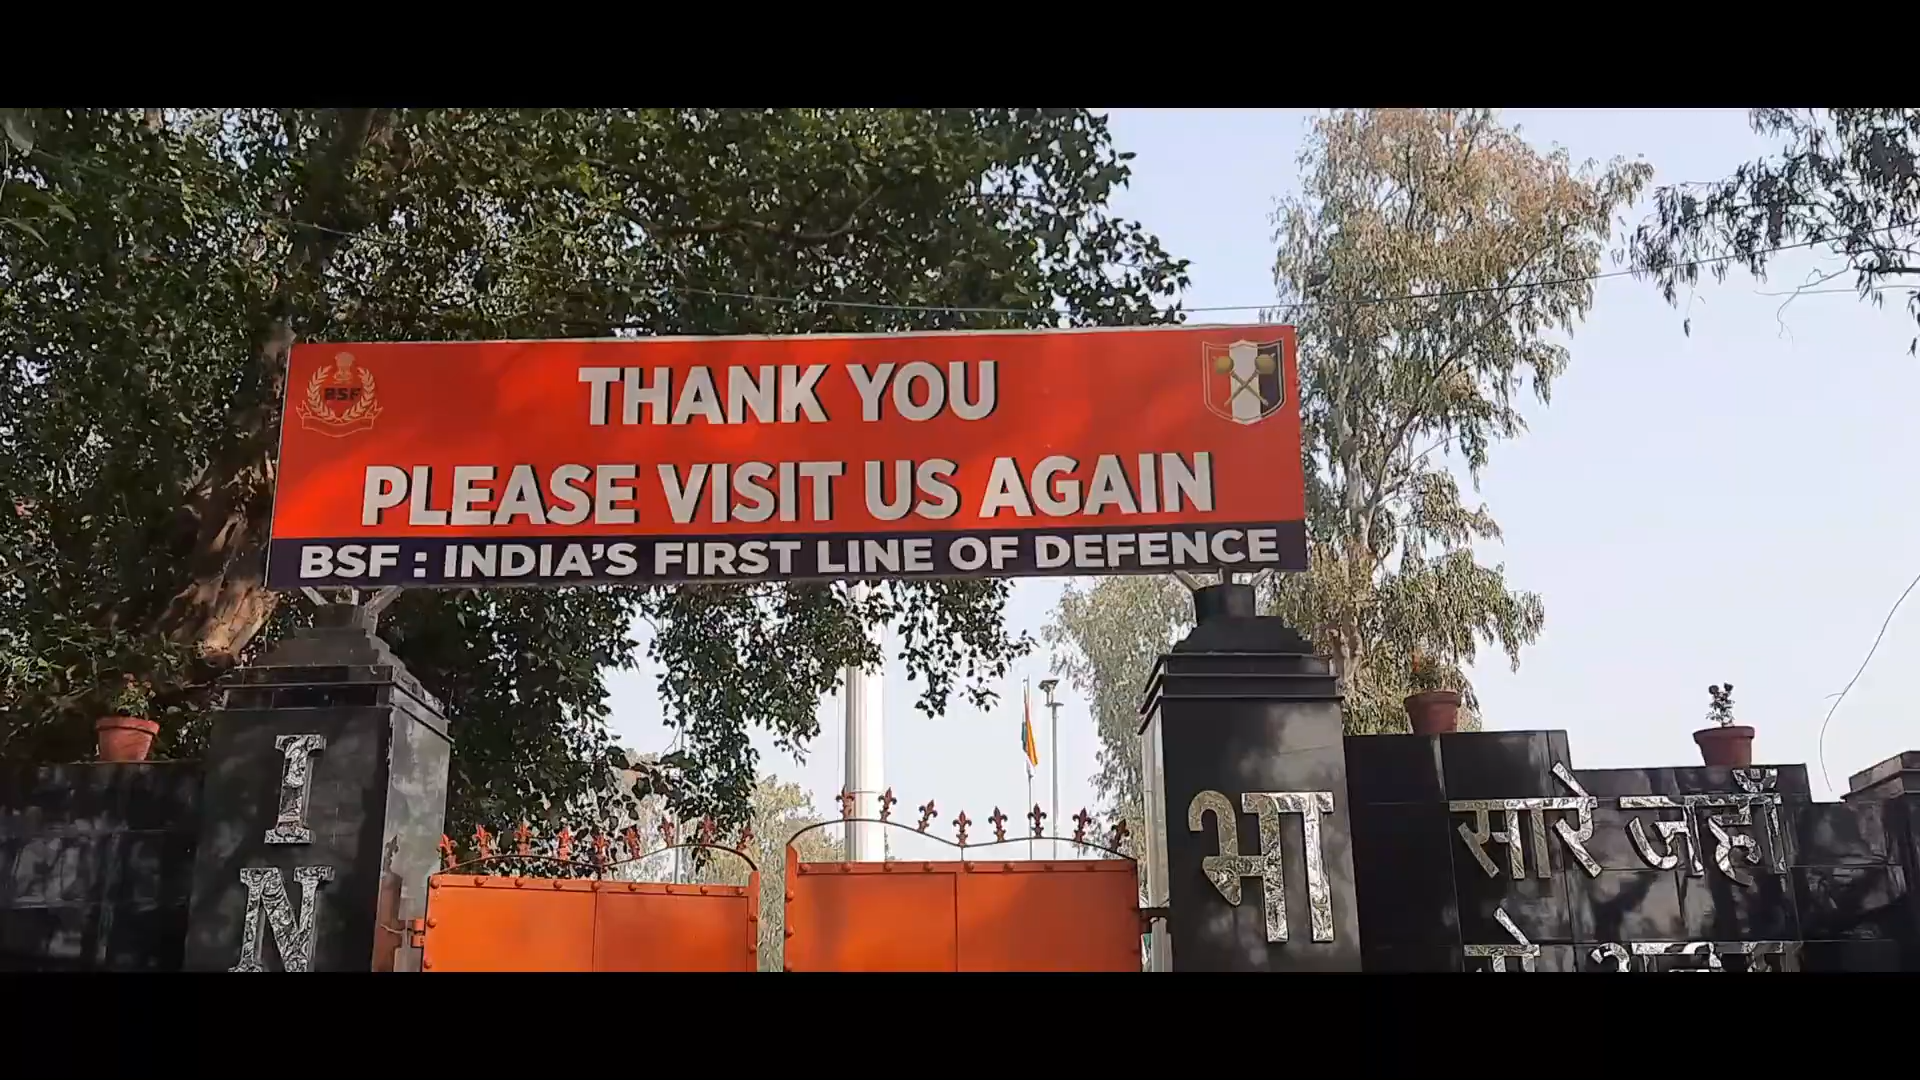 BSF
THANK YOU
PLEASE VISIT US AGAIN
BSF : INDIA'S FIRST LINE OF DEFENCE
I
N
भा
सारे जहाँ
से